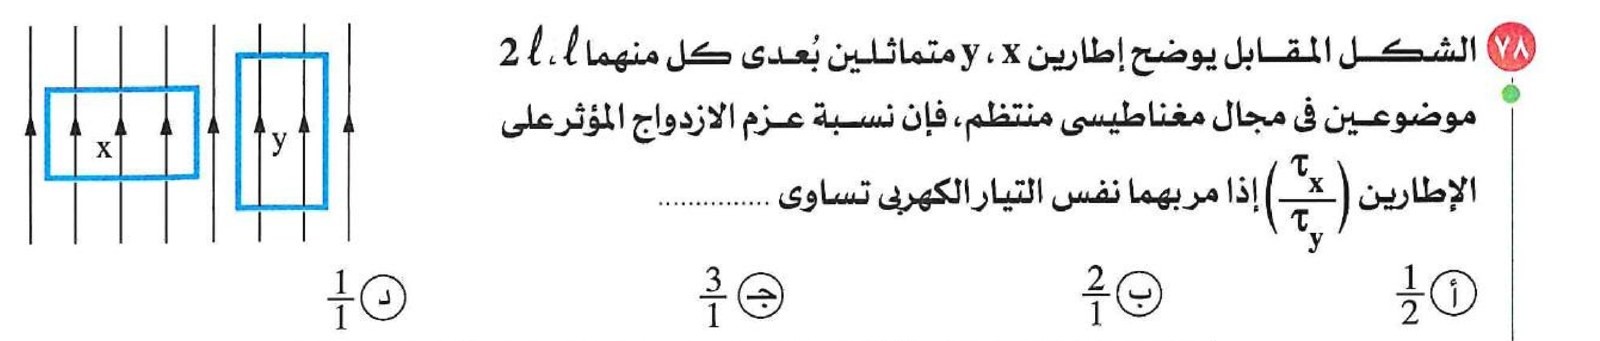 ٧٨ الشكل المقابل يوضح إطارين x ، y متماثلين بُعدى كل منهما ℓ ، 2ℓ
موضوعين فى مجال مغناطيسى منتظم، فإن نسبة عزم الازدواج المؤثر على
الإطارين (τx/τy) إذا مر بهما نفس التيار الكهربى تساوى ...............
أ 1/2 ب 2/1 جـ 3/1 د 1/1
x y